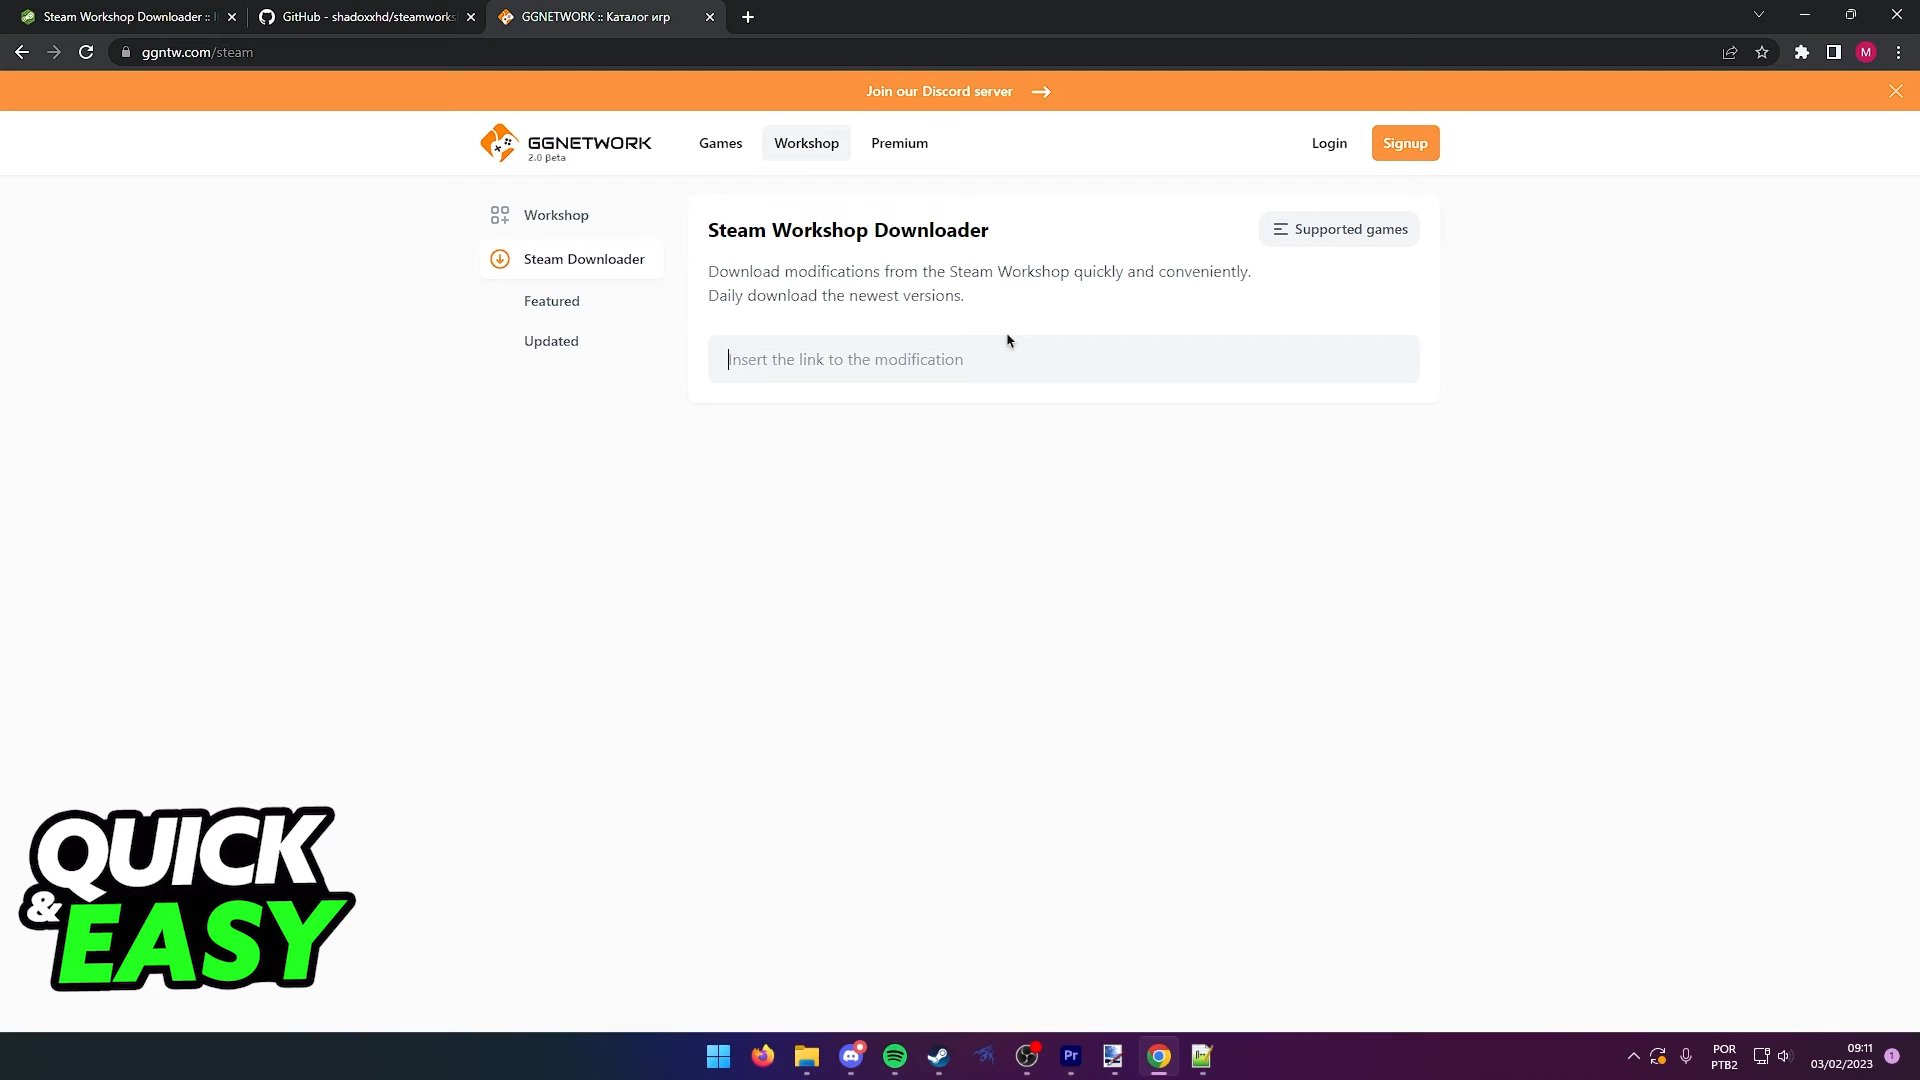 Steam Workshop Downloader ::
GitHub - shadoxxhd/steamworks
GGNETWORK :: Каталог игр
ggntw.com/steam
M
Join our Discord server →
GGNETWORK
2.0 βeta
Games
Workshop
Premium
Login
Signup
Workshop
Steam Downloader
Featured
Updated
Steam Workshop Downloader
Supported games
Download modifications from the Steam Workshop quickly and conveniently.
Daily download the newest versions.
Insert the link to the modification
QUICK
& EASY
Pr
POR
PTB2
09:11
03/02/2023
1